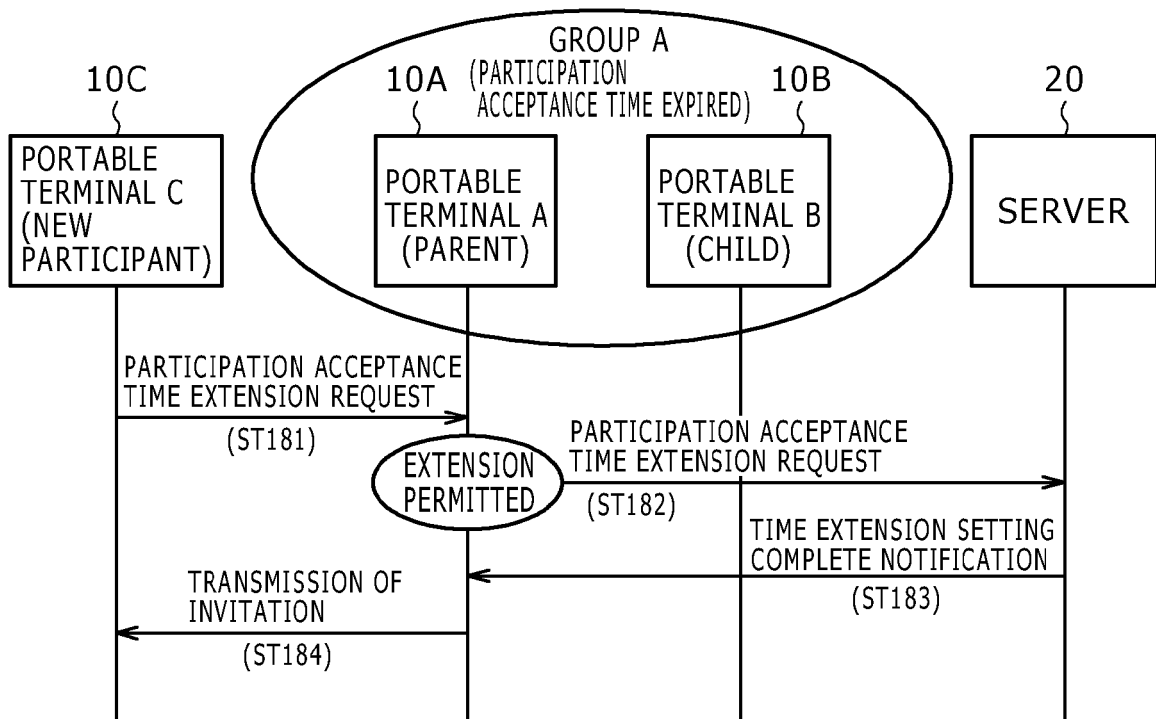 GROUP A
(PARTICIPATION
ACCEPTANCE TIME EXPIRED)
10C
10A
10B
20
PORTABLE
TERMINAL C
(NEW
PARTICIPANT)
PORTABLE
TERMINAL A
(PARENT)
PORTABLE
TERMINAL B
(CHILD)
SERVER
PARTICIPATION ACCEPTANCE
TIME EXTENSION REQUEST
(ST181)
EXTENSION
PERMITTED
PARTICIPATION ACCEPTANCE
TIME EXTENSION REQUEST
(ST182)
TIME EXTENSION SETTING
COMPLETE NOTIFICATION
(ST183)
TRANSMISSION OF
INVITATION
(ST184)